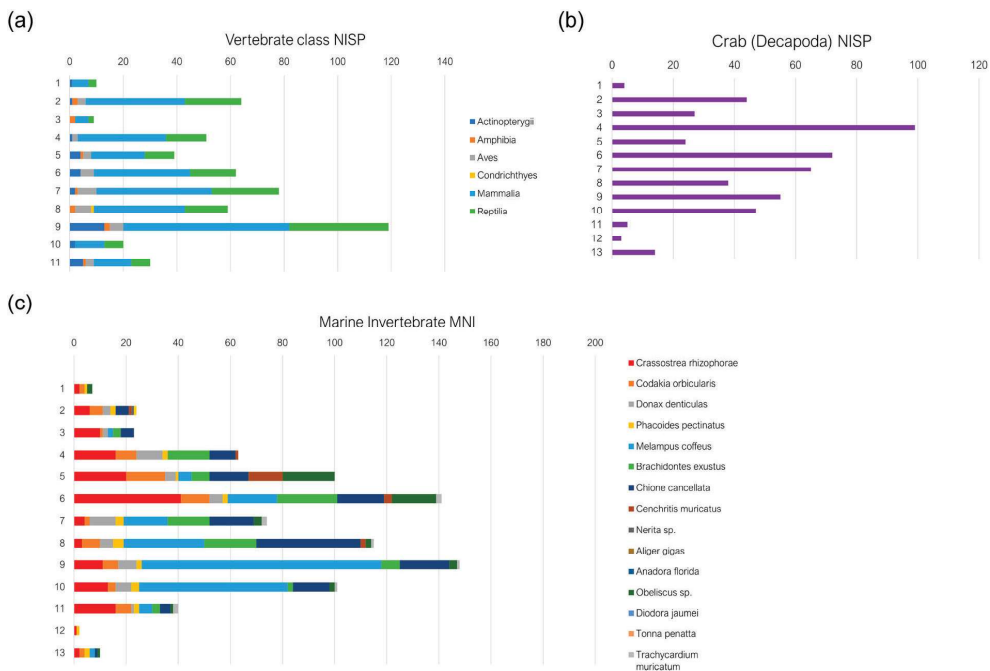 (a)
Vertebrate class NISP
0 20 40 60 80 100 120 140
1
2
3
4
5
6
7
8
9
10
11
Actinopterygii
Amphibia
Aves
Condrichthyes
Mammalia
Reptilia
(b)
Crab (Decapoda) NISP
0 20 40 60 80 100 120
1
2
3
4
5
6
7
8
9
10
11
12
13
(c)
Marine Invertebrate MNI
0 20 40 60 80 100 120 140 160 180 200
1
2
3
4
5
6
7
8
9
10
11
12
13
Crassostrea rhizophorae
Codakia orbicularis
Donax denticulas
Phacoides pectinatus
Melampus coffeus
Brachidontes exustus
Chione cancellata
Cenchritis muricatus
Nerita sp.
Aliger gigas
Anadora florida
Obeliscus sp.
Diodora jaumei
Tonna penatta
Trachycardium
muricatum